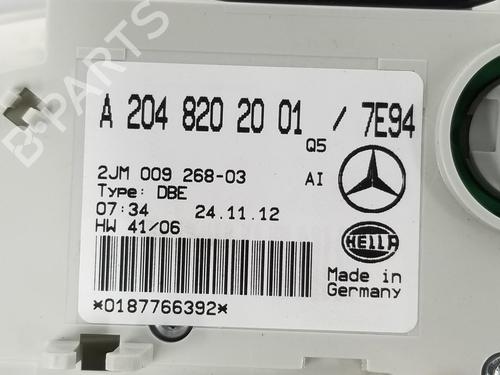 A 204 820 20 01 / 7E94
Q5
2JM 009 268-03 AI
Type: DBE
07:34 24.11.12
HW 41/06
HELLA
Made in
Germany
*0187766392*
B-PARTS